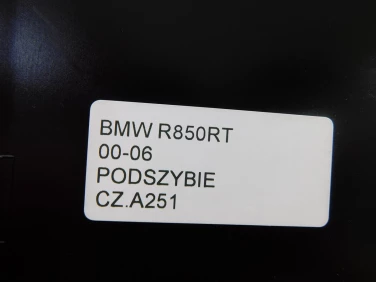 BMW R850RT
00-06
PODSZYBIE
CZ.A251